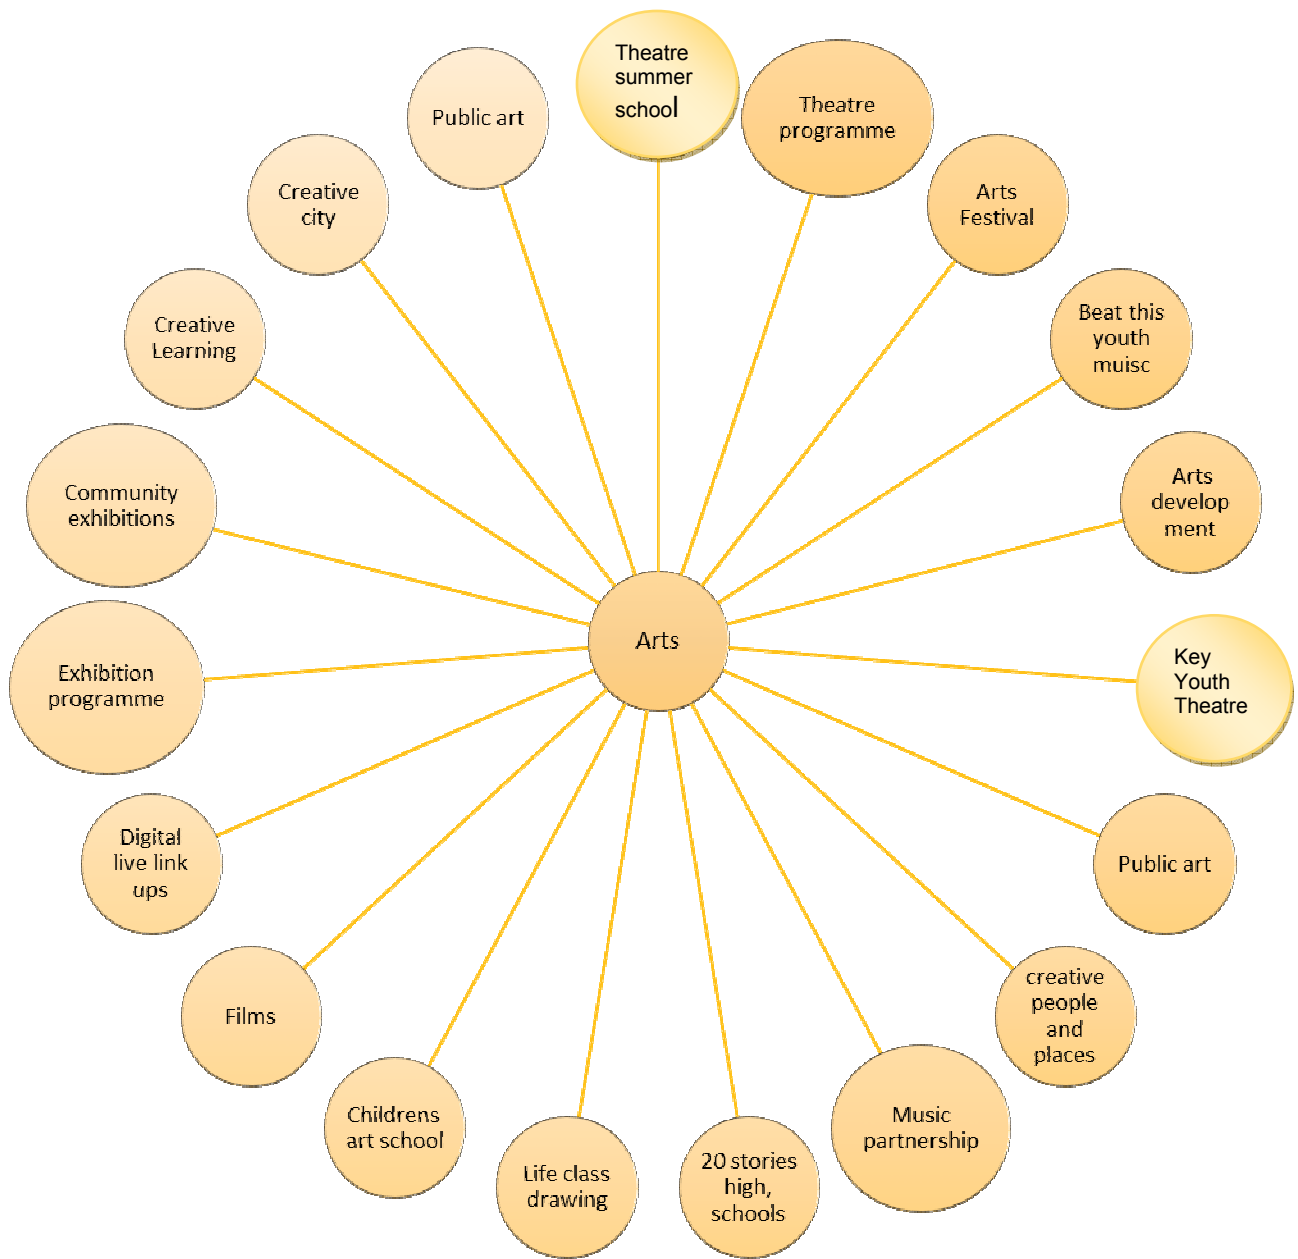 Theatre
summer
school
Theatre
programme
Arts
Festival
Beat this
youth
muisc
Arts
develop
ment
Key
Youth
Theatre
Public art
creative
people
and
places
Music
partnership
20 stories
high,
schools
Life class
drawing
Childrens
art school
Films
Digital
live link
ups
Exhibition
programme
Community
exhibitions
Creative
Learning
Creative
city
Public art
Arts